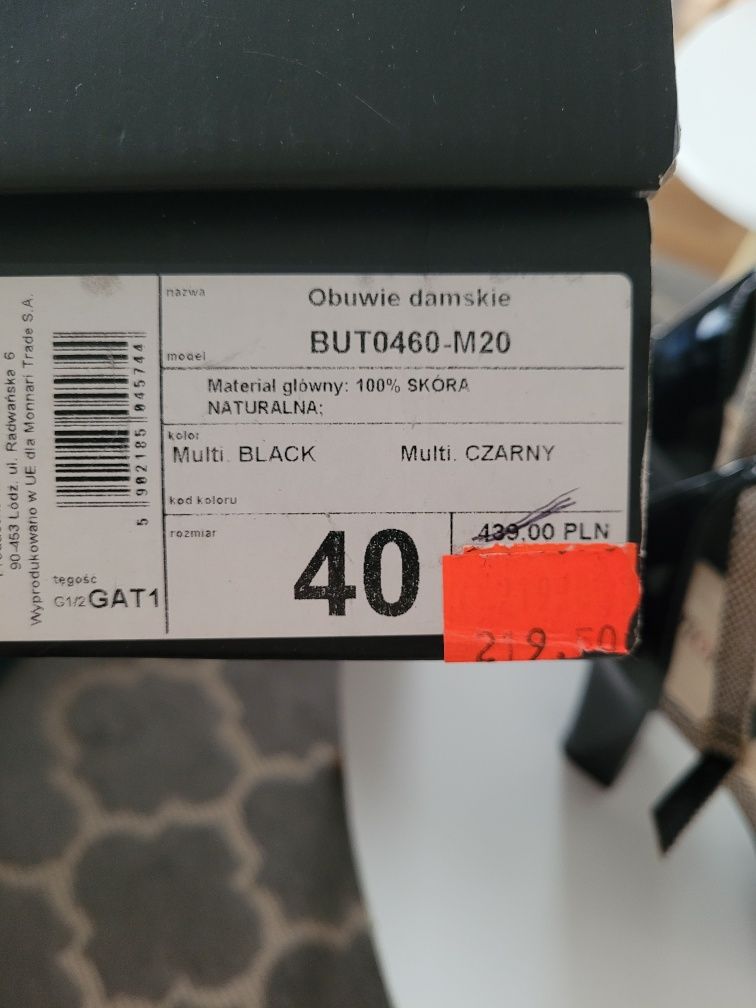 nazwa
Obuwie damskie
model
BUT0460-M20
Materiał główny: 100% SKÓRA
NATURALNA;
kolor
Multi. BLACK Multi. CZARNY
kod koloru
rozmiar
40
439,00 PLN
219.50
tęgość
G1/2 GAT1
5 902185 045744
90-453 Łódź, ul. Radwańska 6
Wyprodukowano w UE dla Monnari Trade S.A.